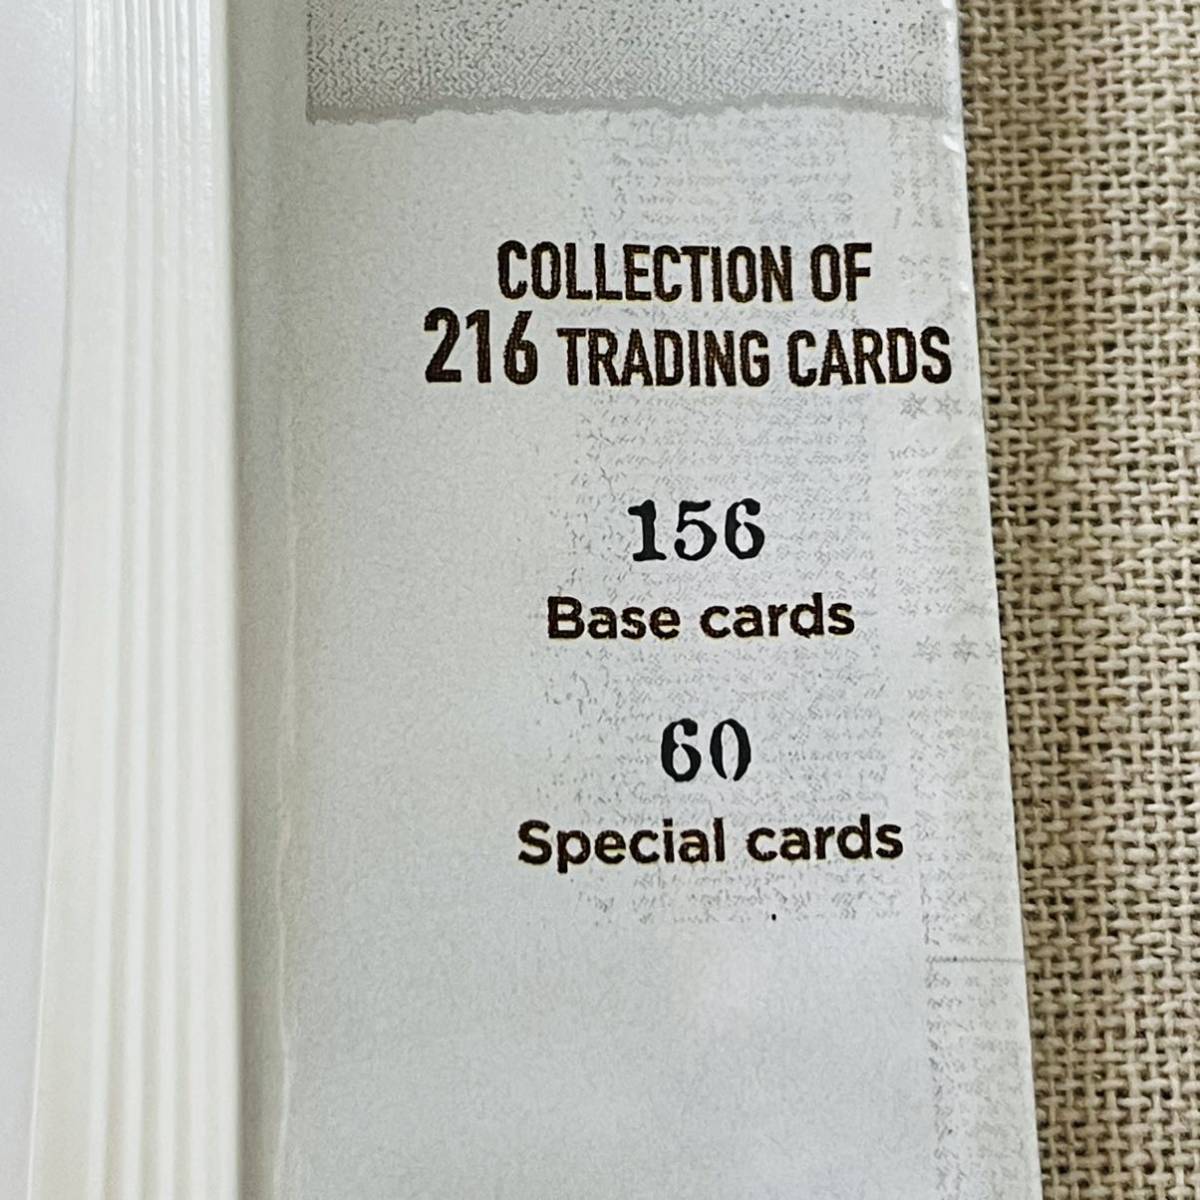 COLLECTION OF
216 TRADING CARDS
156
Base cards
60
Special cards